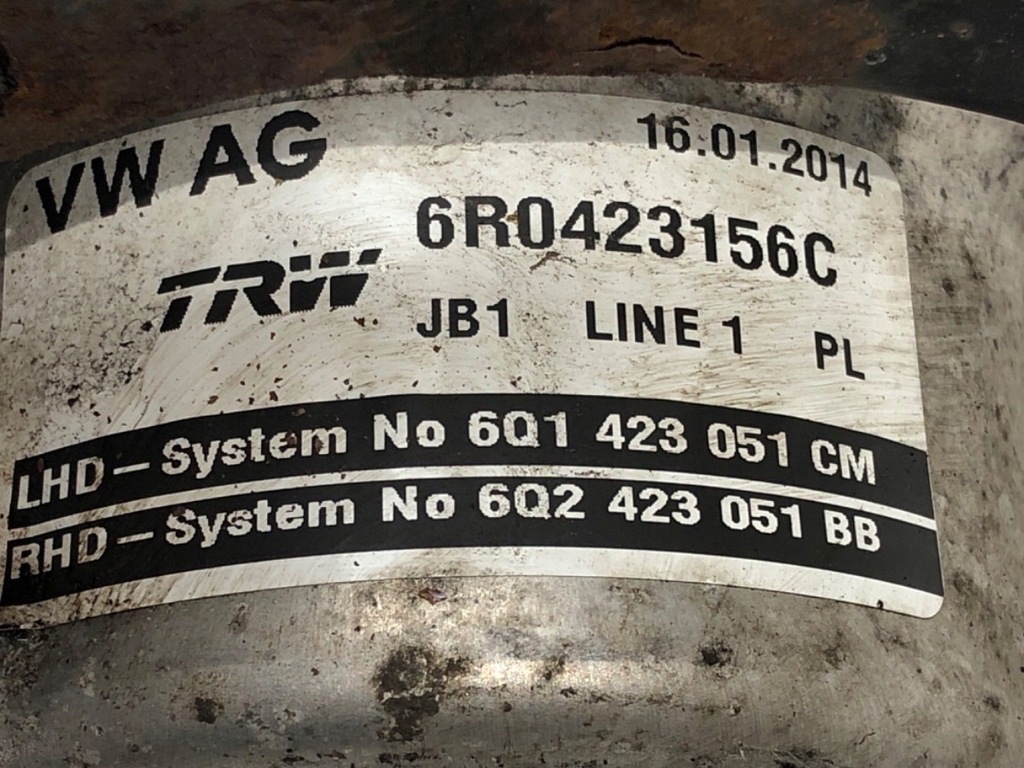 VW AG
16.01.2014
TRW
6R0423156C
JB1 LINE 1 PL
LHD – System No 6Q1 423 051 CM
RHD – System No 6Q2 423 051 BB